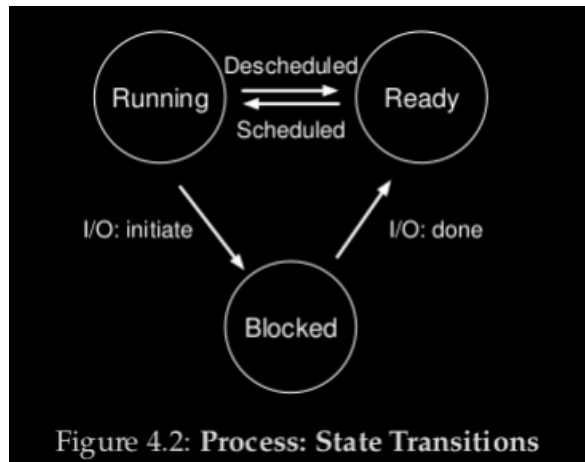 Descheduled
Running
Ready
Scheduled
I/O: initiate
I/O: done
Blocked
Figure 4.2: Process: State Transitions